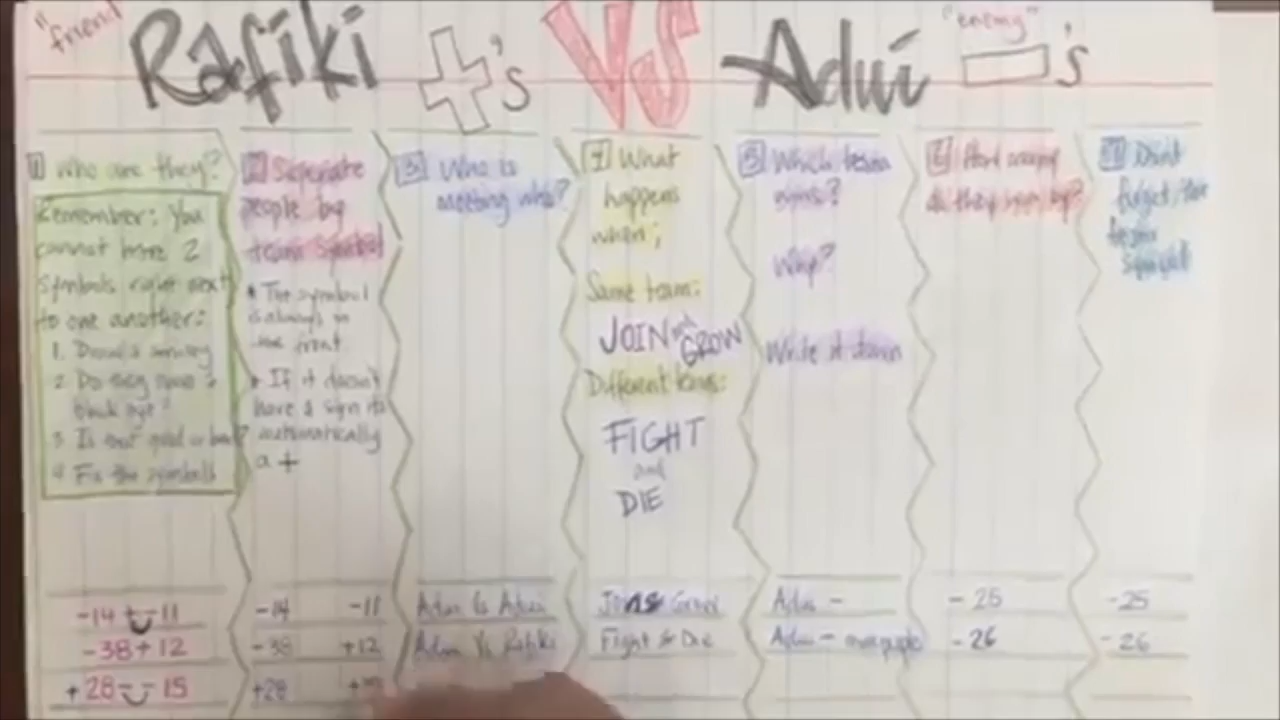 "friend"
Rafiki +'s VS Adui "enemy" -'s
1 Who are they?
Remember: You
cannot have 2
symbols right next
to one another:
1. Draw a smiley
2. Do they have a
black eye?
3. Is that good or bad?
4. Fix the symbols
2 Seperate
people by
team symbol
* The symbol
is always in
the front
* If it doesn't
have a sign its
automatically
a +
3 Who is
meeting who?
4 What
happens
when;
Same team:
JOIN and GROW
Different teams:
FIGHT
and
DIE
5 Which team
wins?
Why?
Write it down
6 How many
do they win by?
7 Don't
forget the
team
symbol!
-14 + -11 -14 -11 Adui Vs Adui Join & Grow Adui - -25 -25
-38 + 12 -38 +12 Adui Vs Rafiki Fight & Die Adui - more people -26 -26
+28 - -15 +28